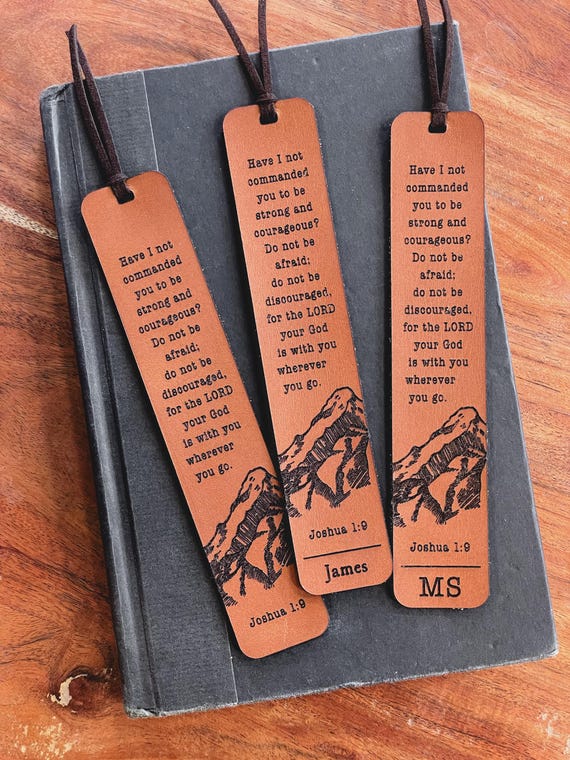 Have I not
commanded
you to be
strong and
courageous?
Do not be
afraid;
do not be
discouraged,
for the LORD
your God
is with you
wherever
you go.
Joshua 1:9
Have I not
commanded
you to be
strong and
courageous?
Do not be
afraid;
do not be
discouraged,
for the LORD
your God
is with you
wherever
you go.
Joshua 1:9
James
Have I not
commanded
you to be
strong and
courageous?
Do not be
afraid;
do not be
discouraged,
for the LORD
your God
is with you
wherever
you go.
Joshua 1:9
MS